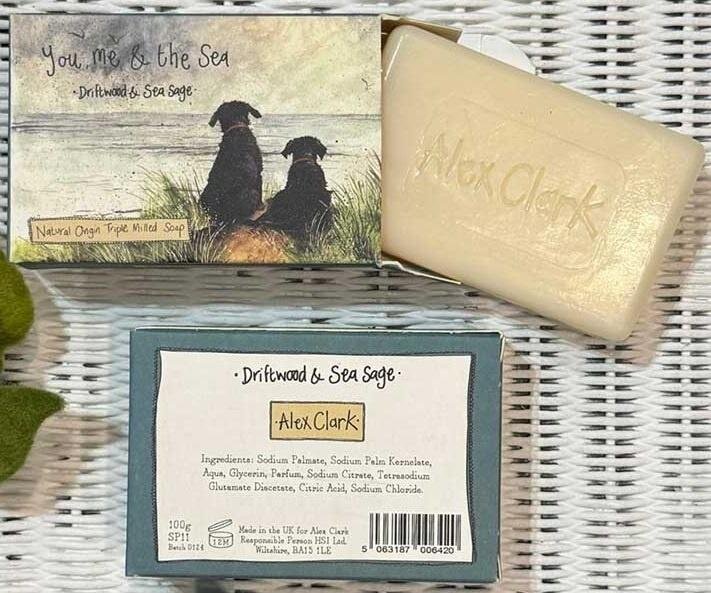 You, me & the Sea
·Driftwood & Sea Sage·
Natural Origin Triple Milled Soap
Alex Clark
·Driftwood & Sea Sage·
·Alex Clark·
Ingredients: Sodium Palmate, Sodium Palm Kernelate,
Aqua, Glycerin, Parfum, Sodium Citrate, Tetrasodium
Glutamate Diacetate, Citric Acid, Sodium Chloride.
100g
SP11
Batch 0124
12M
Made in the UK for Alex Clark
Responsible Person HSI Ltd.
Wiltshire, BA15 1LE
5 063187 006420